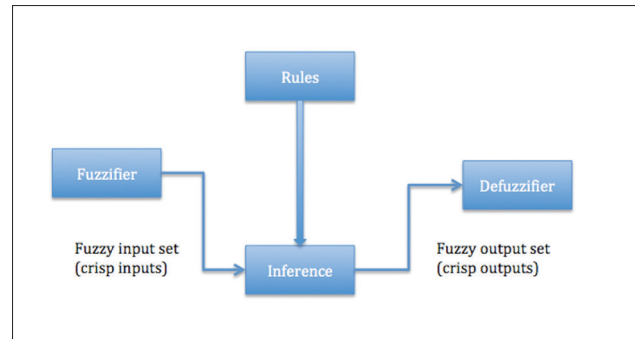 Rules
Fuzzifier
Defuzzifier
Fuzzy input set
(crisp inputs)
Inference
Fuzzy output set
(crisp outputs)